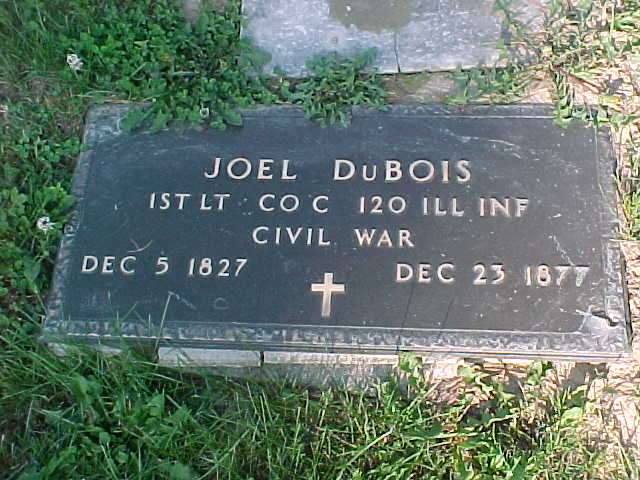 JOEL DuBOIS
1ST LT CO C 120 ILL INF
CIVIL WAR
DEC 5 1827 DEC 23 1877